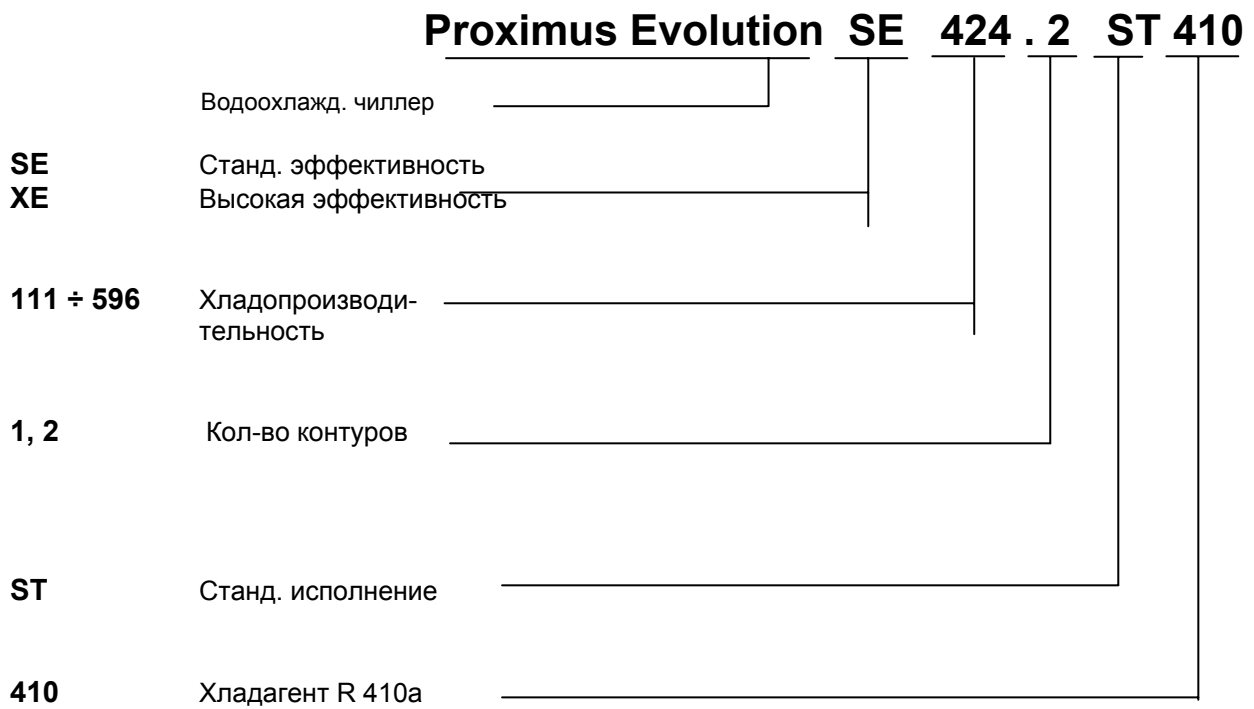 Proximus Evolution SE 424 . 2 ST 410
Водоохлажд. чиллер
SE Станд. эффективность
XE Высокая эффективность
111 ÷ 596 Хладопроизводи-
тельность
1, 2 Кол-во контуров
ST Станд. исполнение
410 Хладагент R 410a